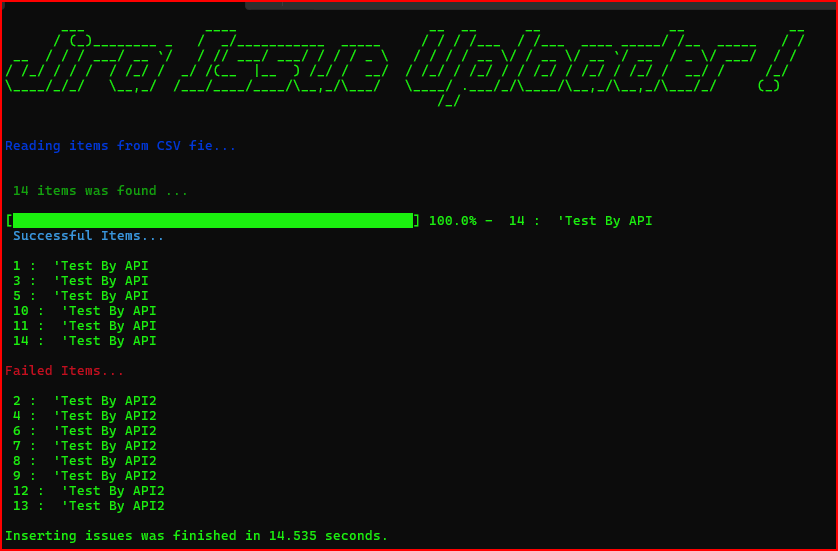 Jira Issue Uploader !
Reading items from CSV fie...
14 items was found ...
[ ] 100.0% - 14 : 'Test By API
Successful Items...
1 : 'Test By API
3 : 'Test By API
5 : 'Test By API
10 : 'Test By API
11 : 'Test By API
14 : 'Test By API
Failed Items...
2 : 'Test By API2
4 : 'Test By API2
6 : 'Test By API2
7 : 'Test By API2
8 : 'Test By API2
9 : 'Test By API2
12 : 'Test By API2
13 : 'Test By API2
Inserting issues was finished in 14.535 seconds.